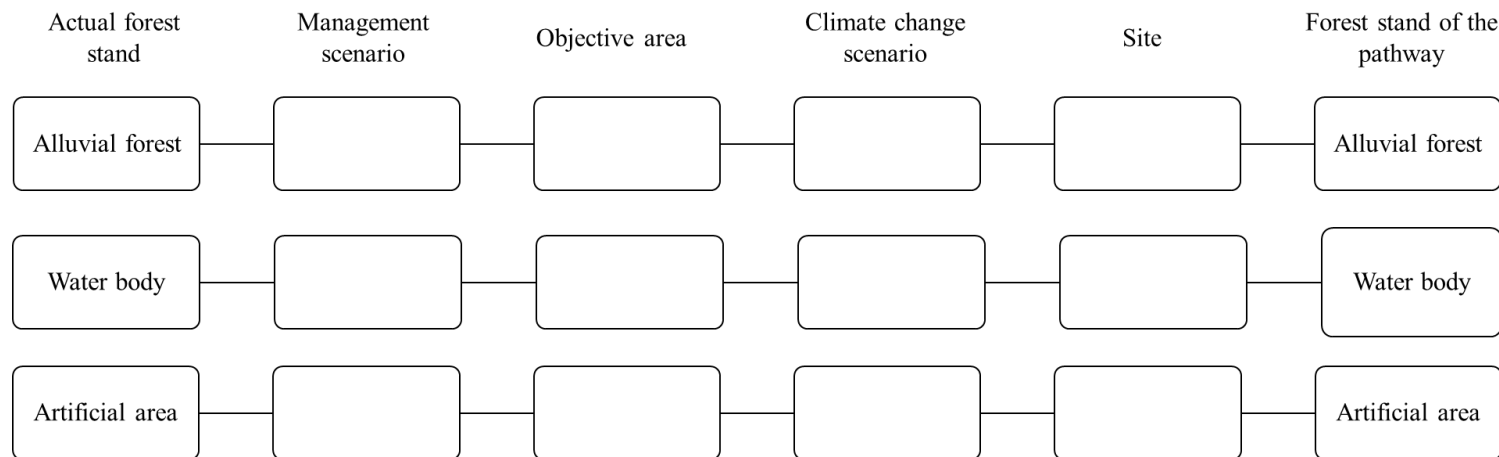 Actual forest
stand
Management
scenario
Objective area
Climate change
scenario
Site
Forest stand of the
pathway
Alluvial forest
Alluvial forest
Water body
Water body
Artificial area
Artificial area